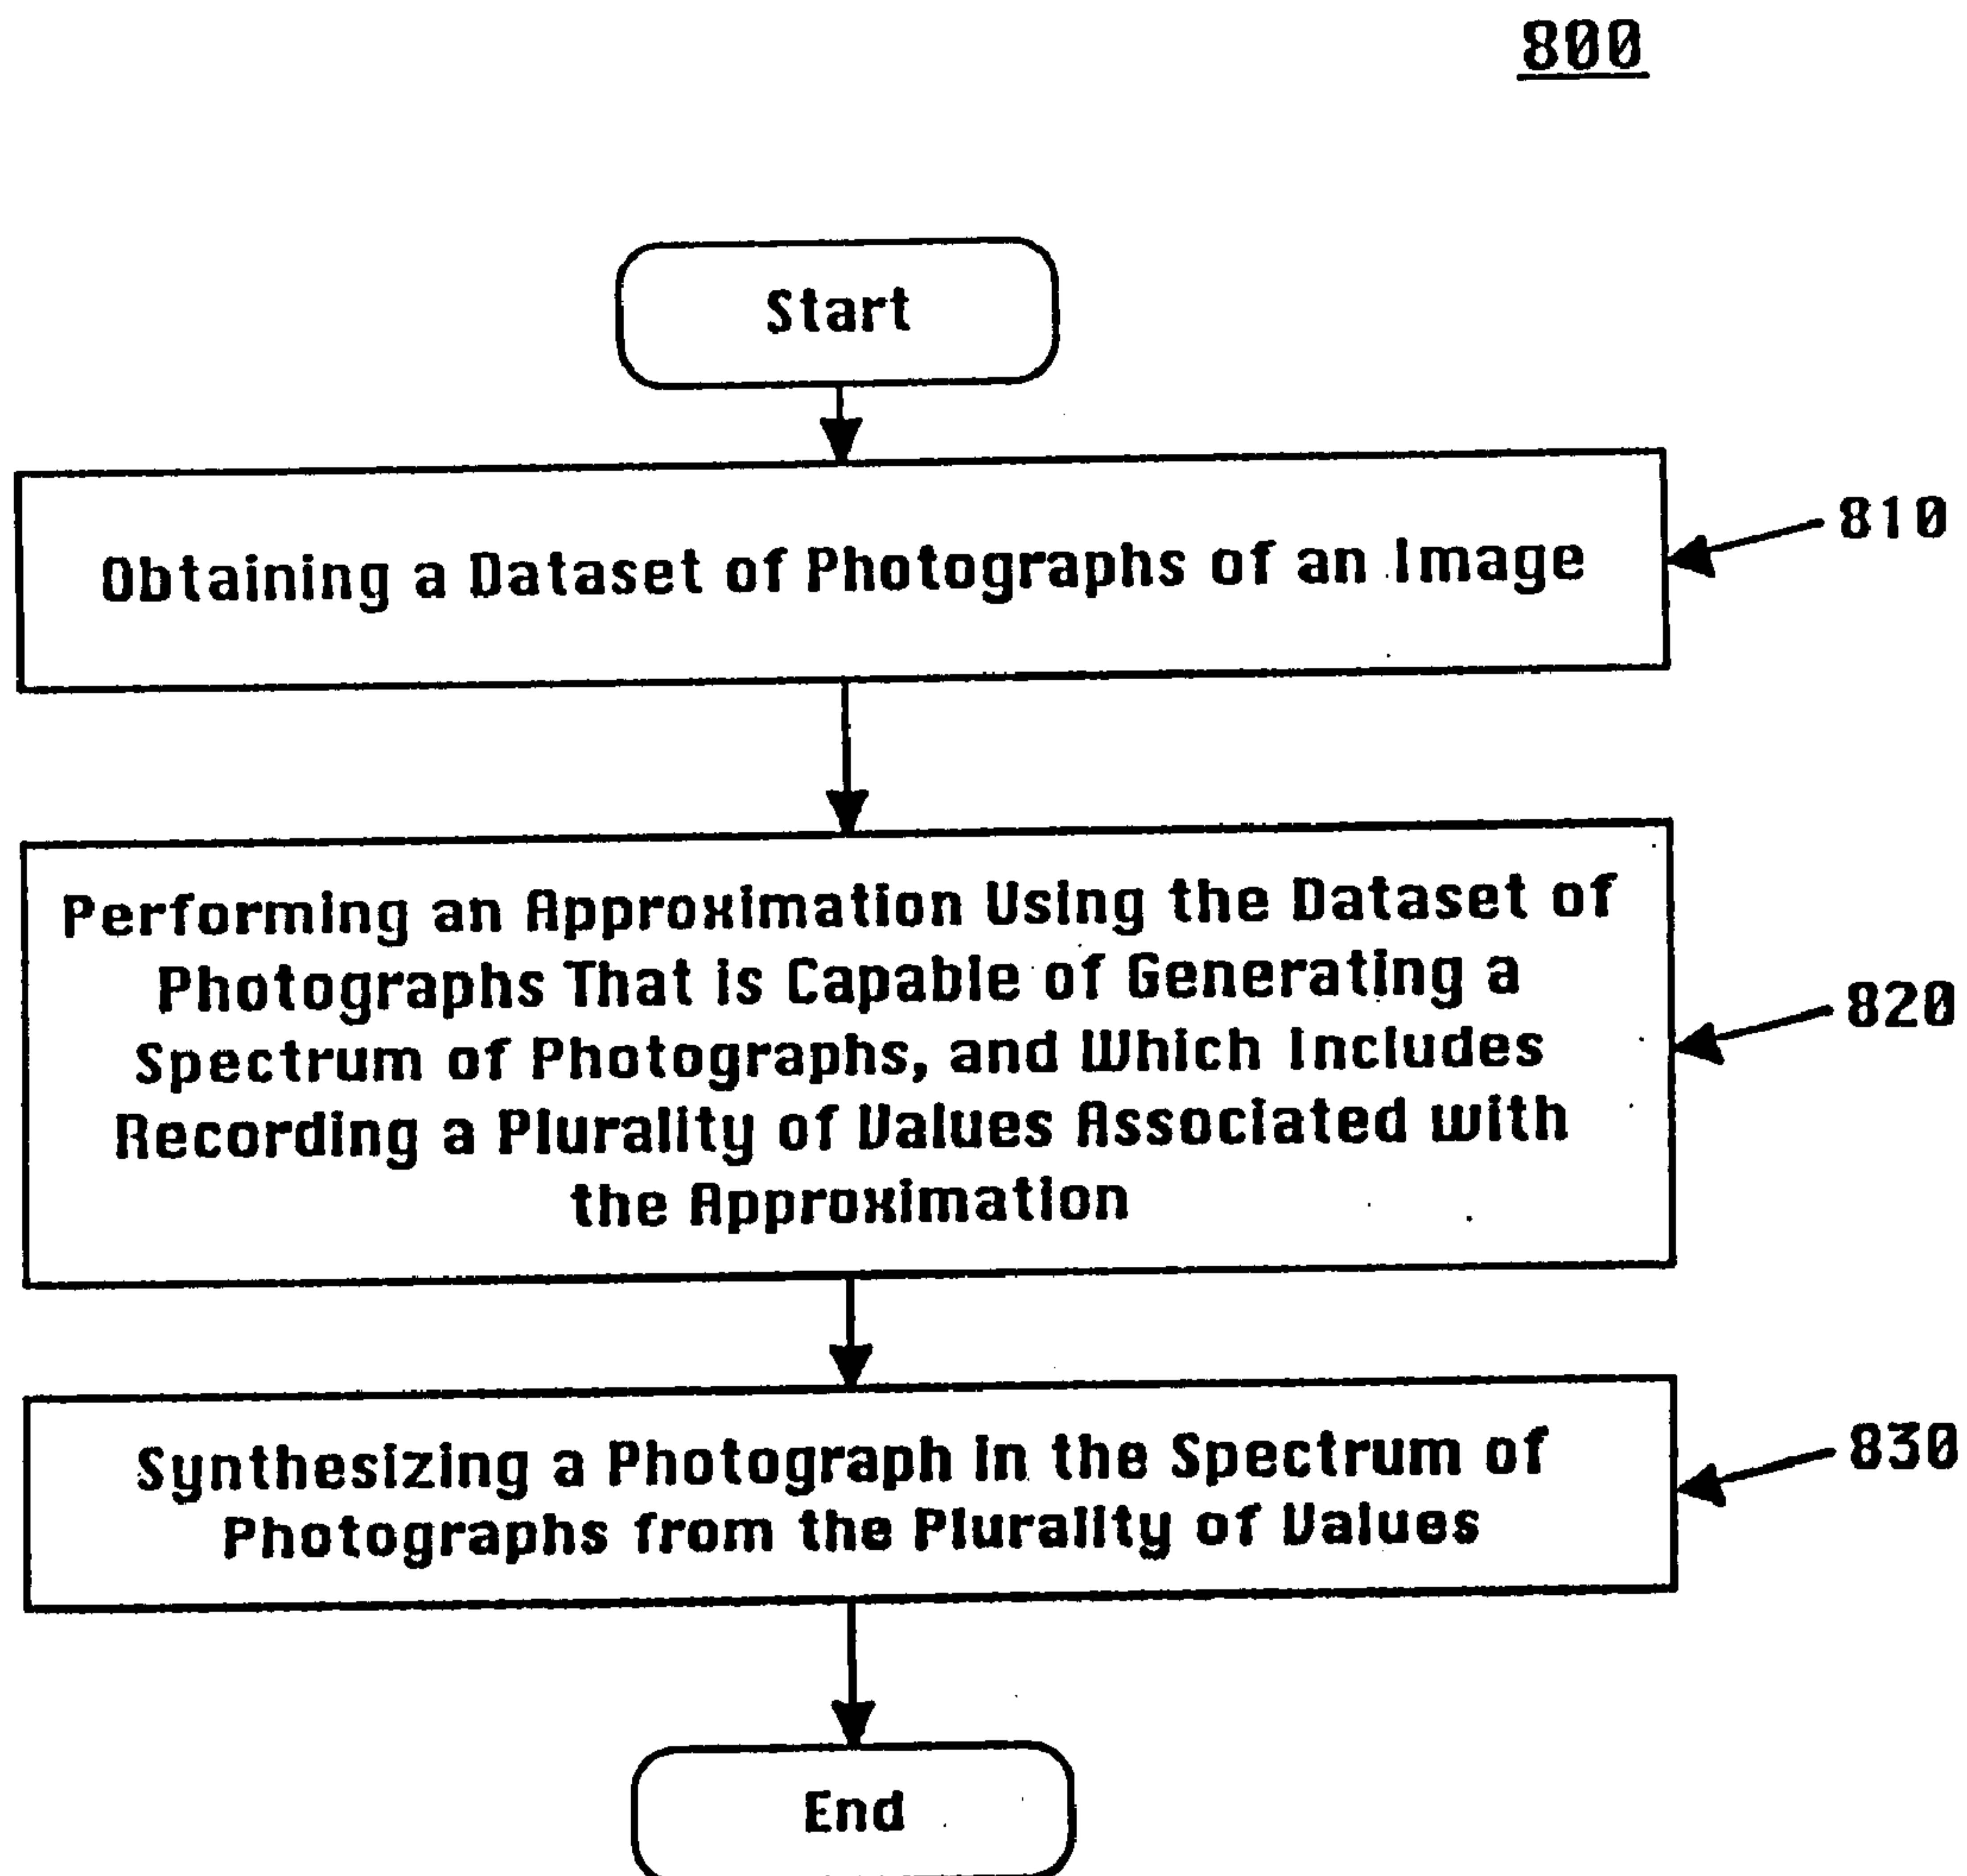 800
Start
Obtaining a Dataset of Photographs of an Image
810
Performing an Approximation Using the Dataset of
Photographs That is Capable of Generating a
Spectrum of Photographs, and Which Includes
Recording a Plurality of Values Associated with
the Approximation
820
Synthesizing a Photograph in the Spectrum of
Photographs from the Plurality of Values
830
End